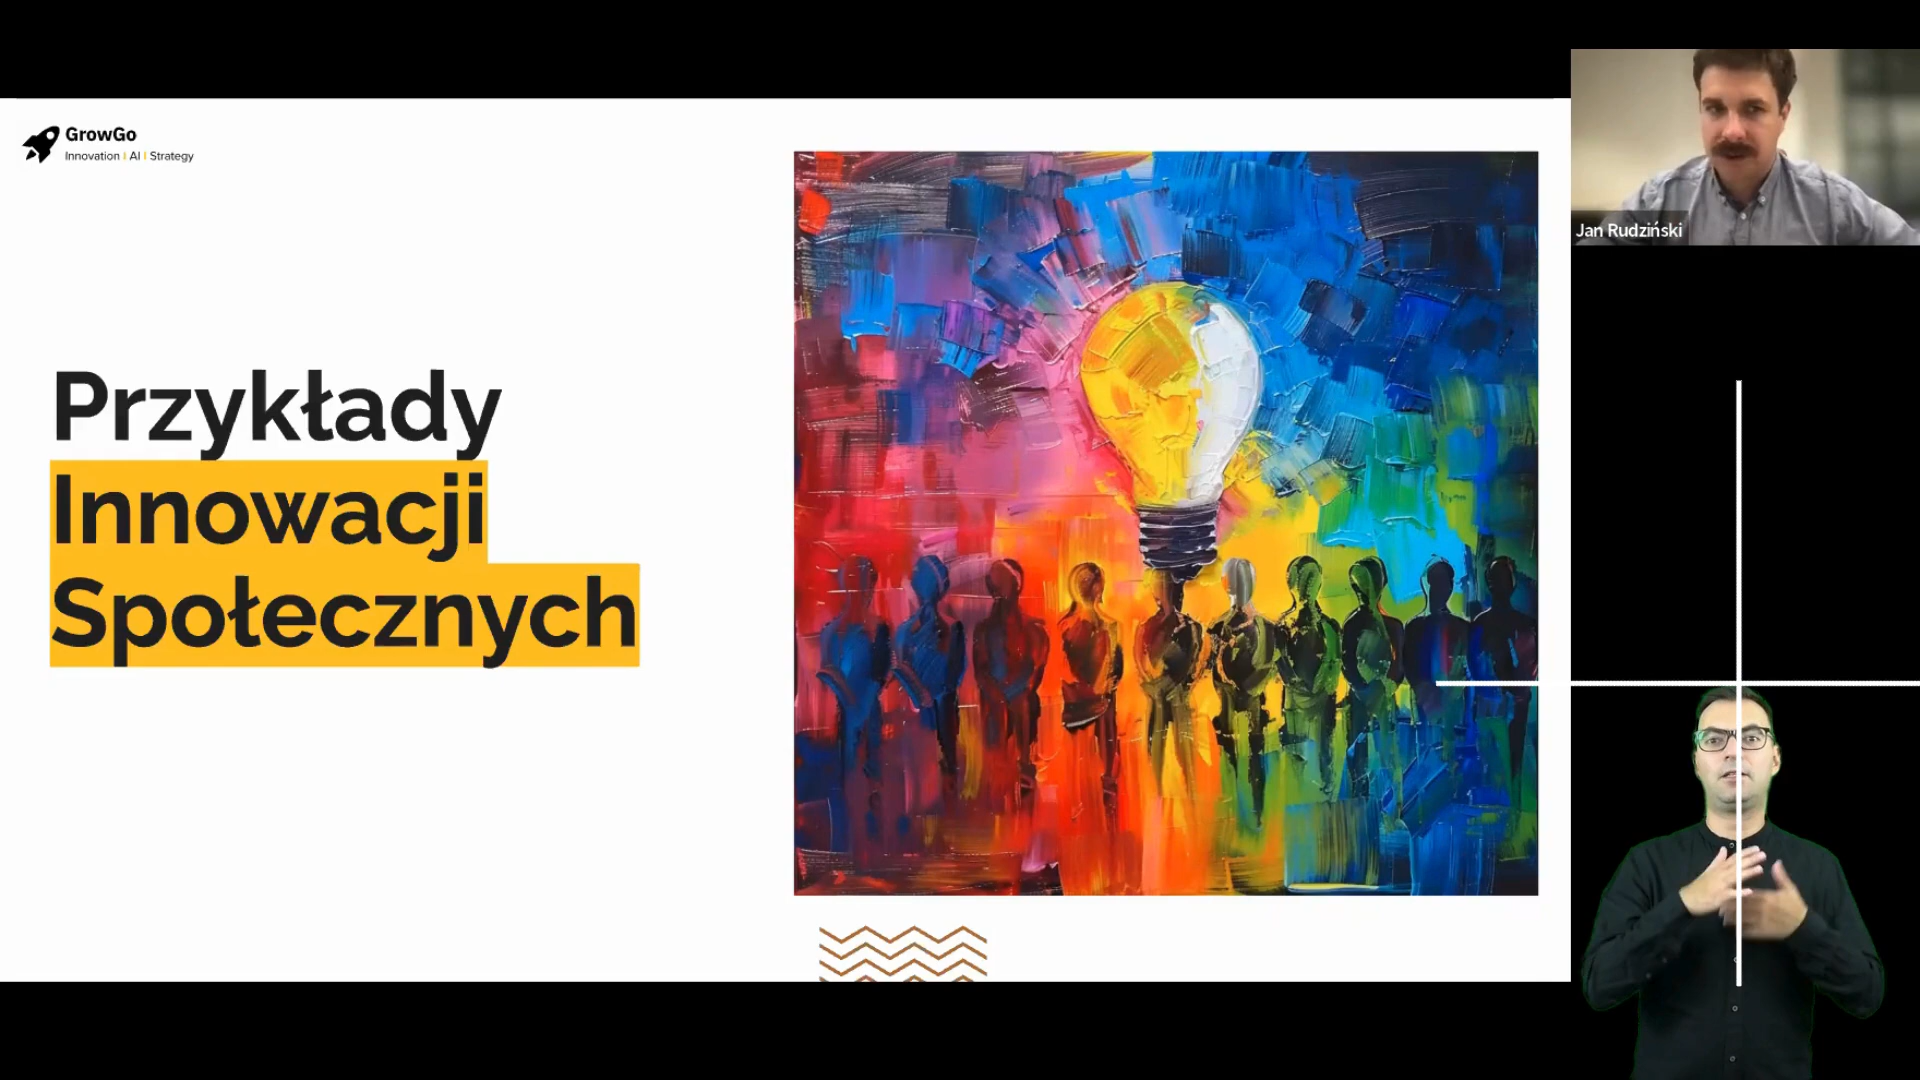 GrowGo
Innovation | AI | Strategy
Przykłady
Innowacji
Społecznych
Jan Rudziński